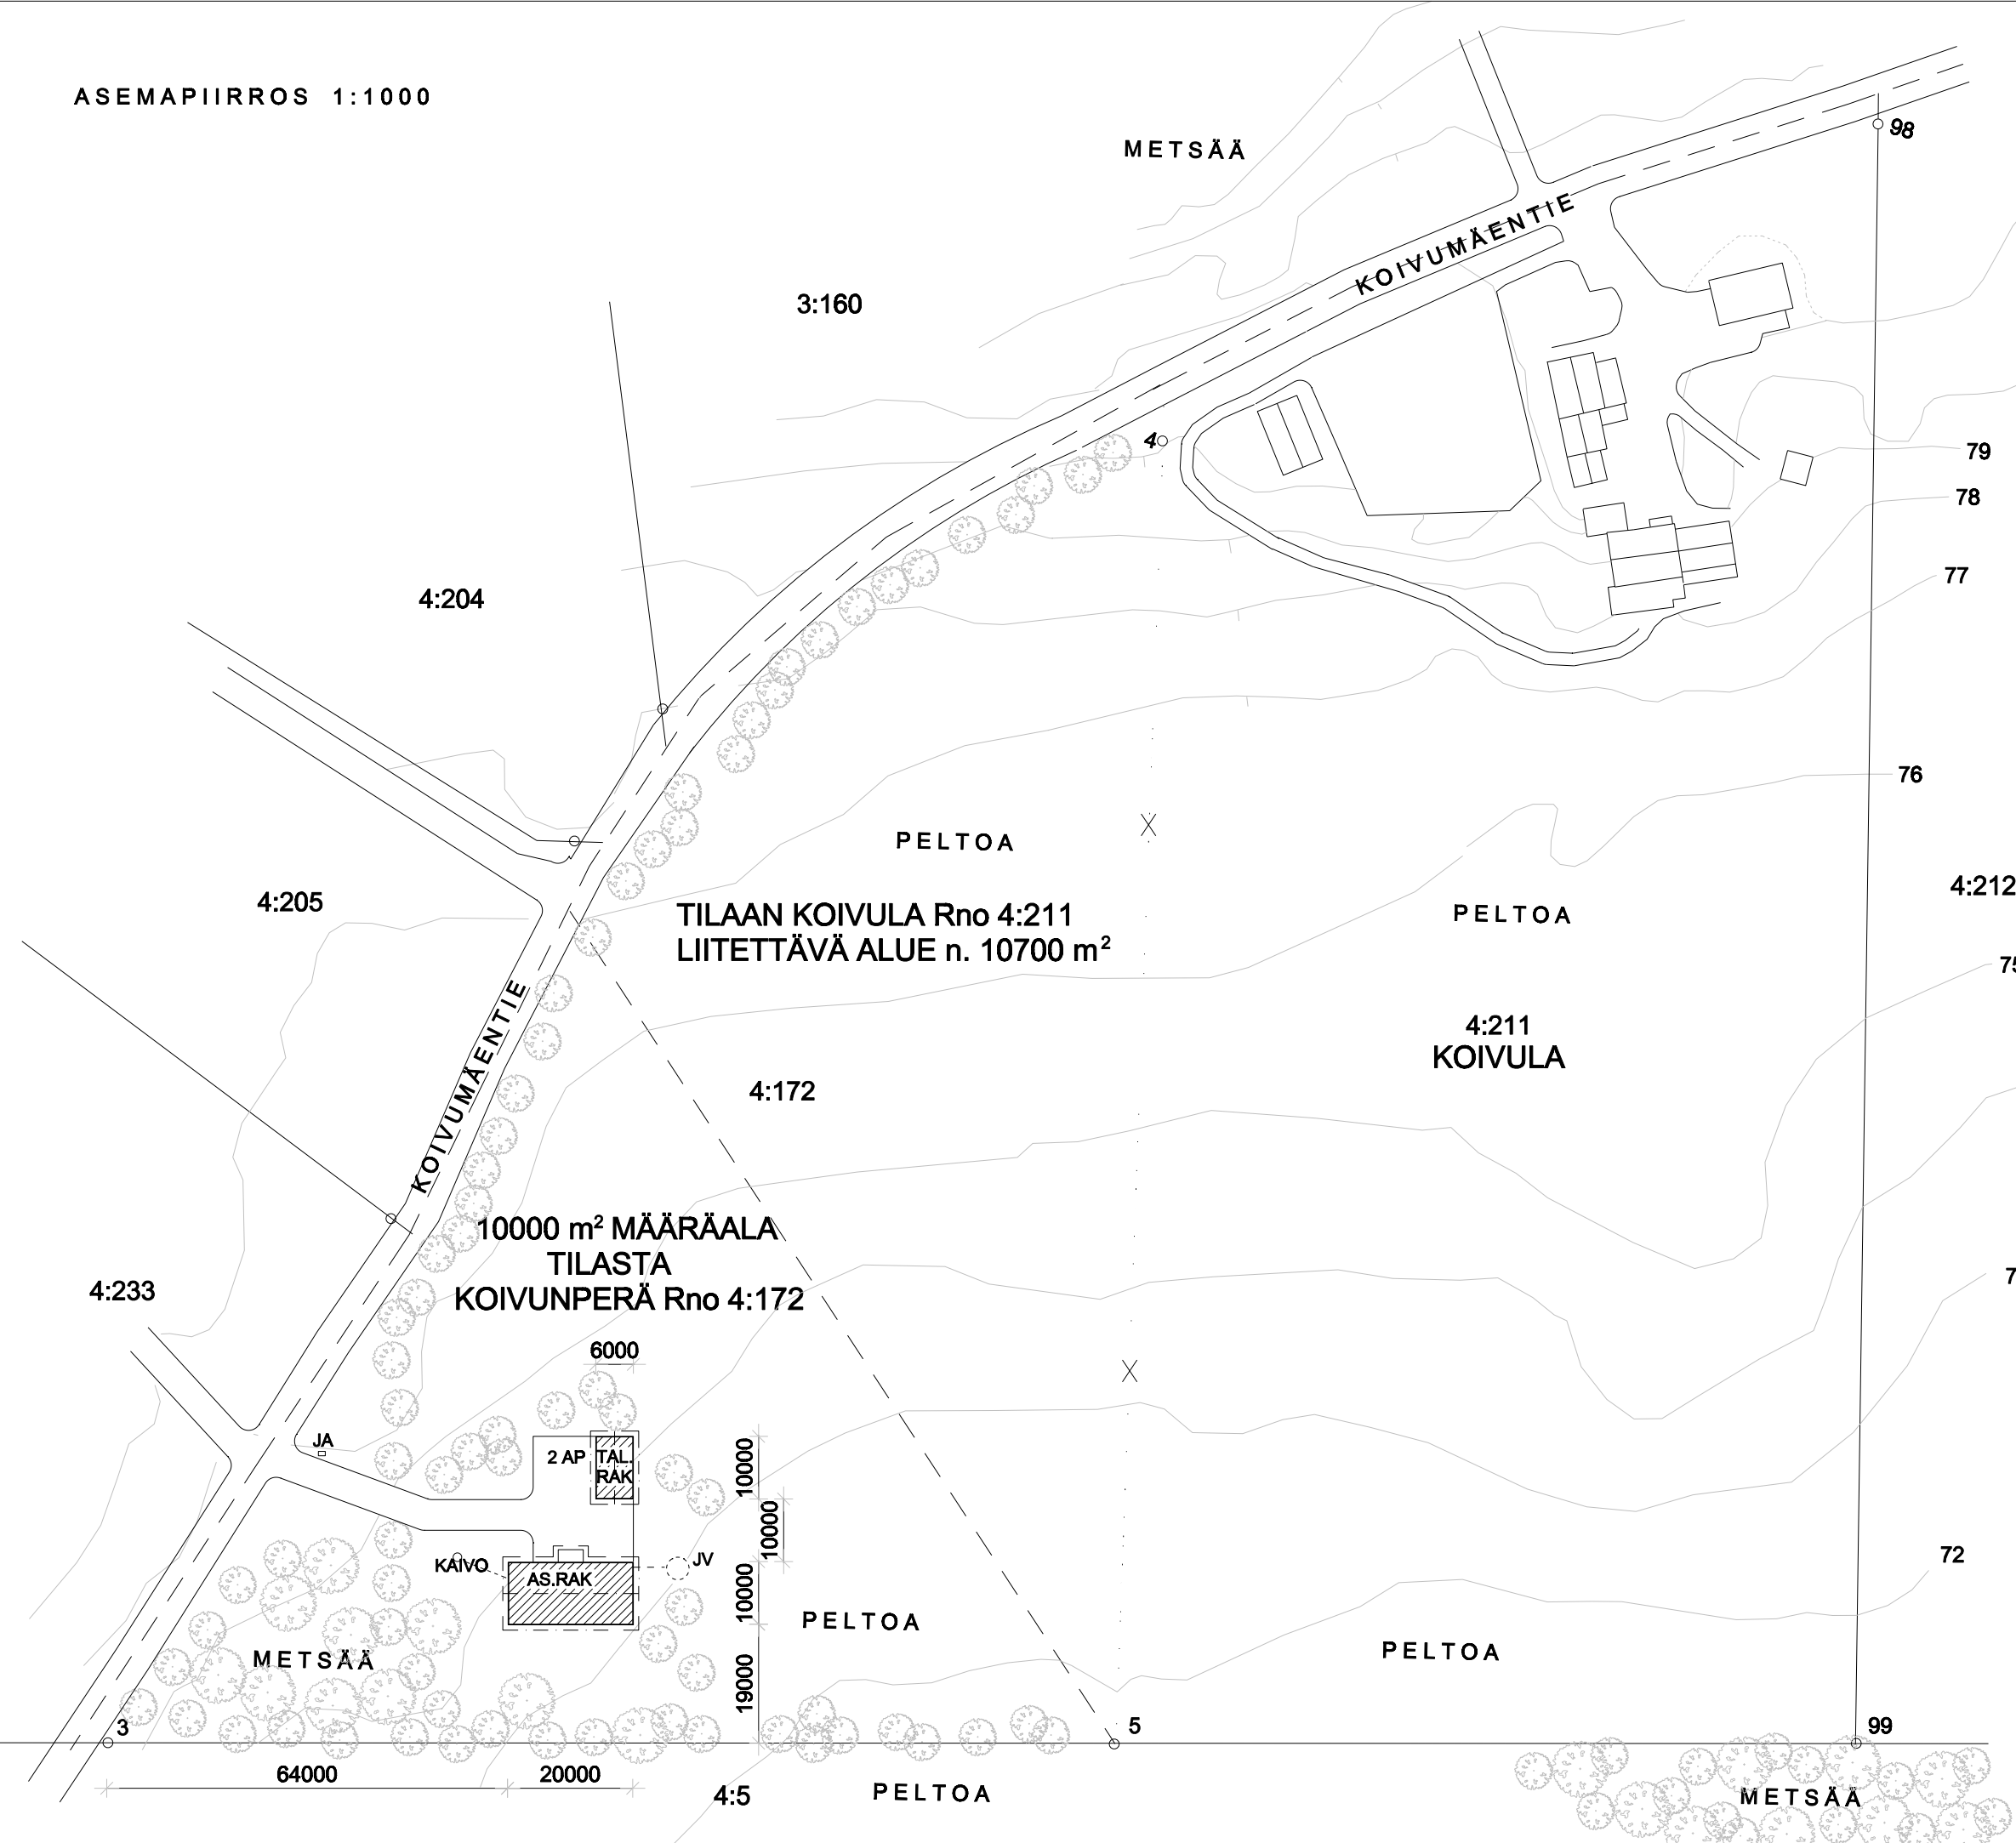 ASEMAPIIRROS 1:1000
98
METSÄÄ
KOIVUMÄENTIE
3:160
4
79
78
77
4:204
76
PELTOA
4:205
4:212
TILAAN KOIVULA Rno 4:211
LIITETTÄVÄ ALUE n. 10700 m²
PELTOA
KOIVUMÄENTIE
4:211
KOIVULA
4:172
10000 m² MÄÄRÄALA
TILASTA
KOIVUNPERÄ Rno 4:172
4:233
6000
JA
2 AP
TAL.
RAK
10000
10000
KAIVO
AS.RAK
JV
10000
72
PELTOA
PELTOA
METSÄÄ
19000
3
5
99
64000
20000
4:5
PELTOA
METSÄÄ